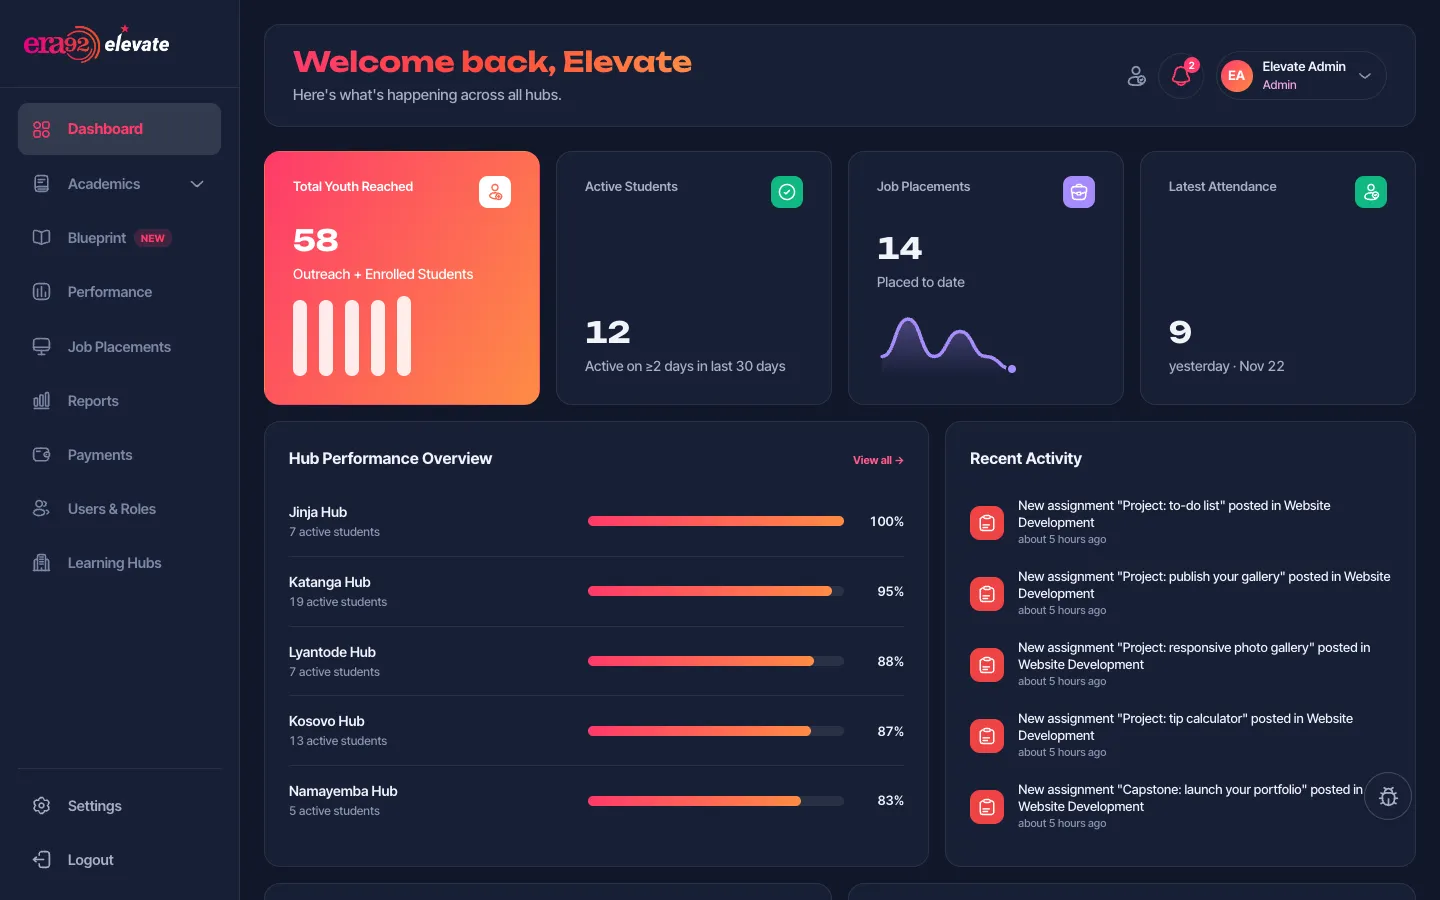 era92 elevate
Dashboard
Academics
Blueprint NEW
Performance
Job Placements
Reports
Payments
Users & Roles
Learning Hubs
Settings
Logout
Welcome back, Elevate
Here's what's happening across all hubs.
2
EA
Elevate Admin
Admin
Total Youth Reached
58
Outreach + Enrolled Students
Active Students
12
Active on ≥2 days in last 30 days
Job Placements
14
Placed to date
Latest Attendance
9
yesterday · Nov 22
Hub Performance Overview
View all →
Jinja Hub
7 active students
100%
Katanga Hub
19 active students
95%
Lyantode Hub
7 active students
88%
Kosovo Hub
13 active students
87%
Namayemba Hub
5 active students
83%
Recent Activity
New assignment "Project: to-do list" posted in Website
Development
about 5 hours ago
New assignment "Project: publish your gallery" posted in Website
Development
about 5 hours ago
New assignment "Project: responsive photo gallery" posted in
Website Development
about 5 hours ago
New assignment "Project: tip calculator" posted in Website
Development
about 5 hours ago
New assignment "Capstone: launch your portfolio" posted in
Website Development
about 5 hours ago